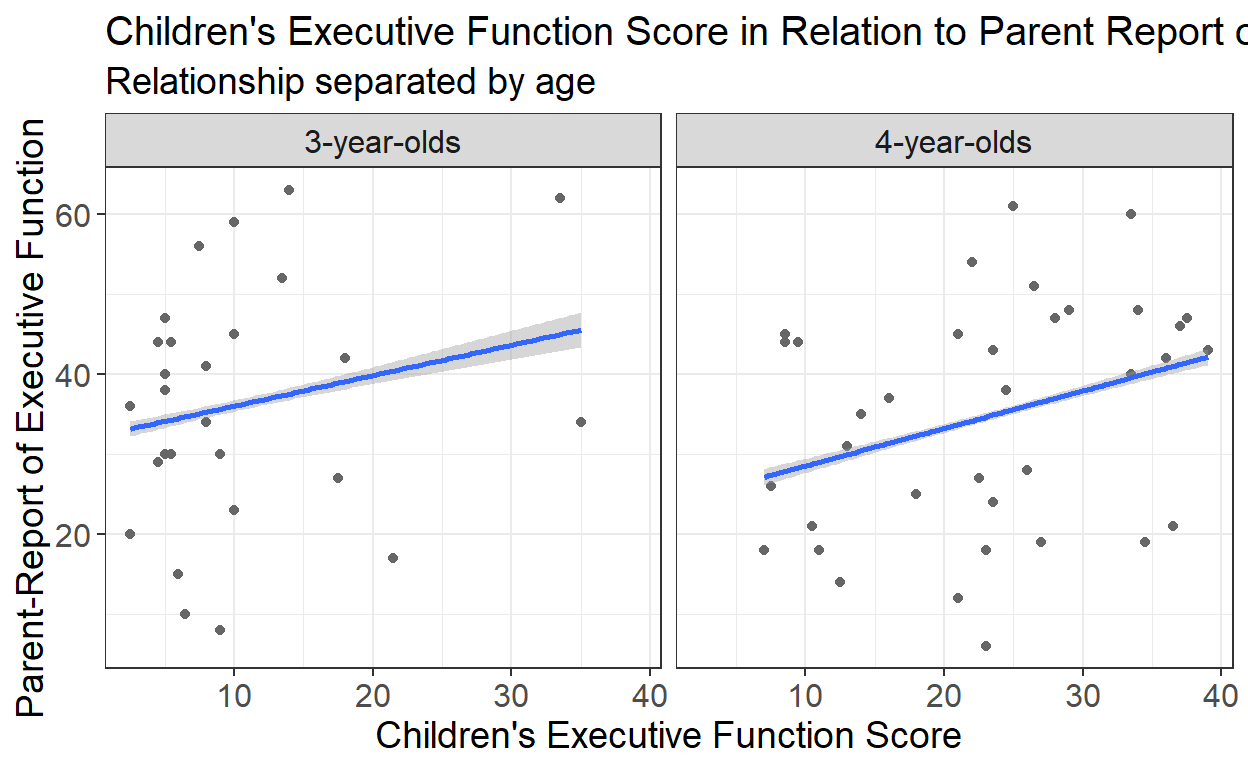 Children's Executive Function Score in Relation to Parent Report
Relationship separated by age
3-year-olds
4-year-olds
Parent-Report of Executive Function
60
40
20
10 20 30 40
10 20 30 40
Children's Executive Function Score